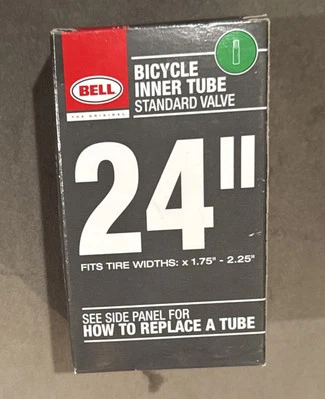 BELL
THE ORIGINAL
BICYCLE
INNER TUBE
STANDARD VALVE
24"
FITS TIRE WIDTHS: x 1.75" - 2.25"
SEE SIDE PANEL FOR
HOW TO REPLACE A TUBE